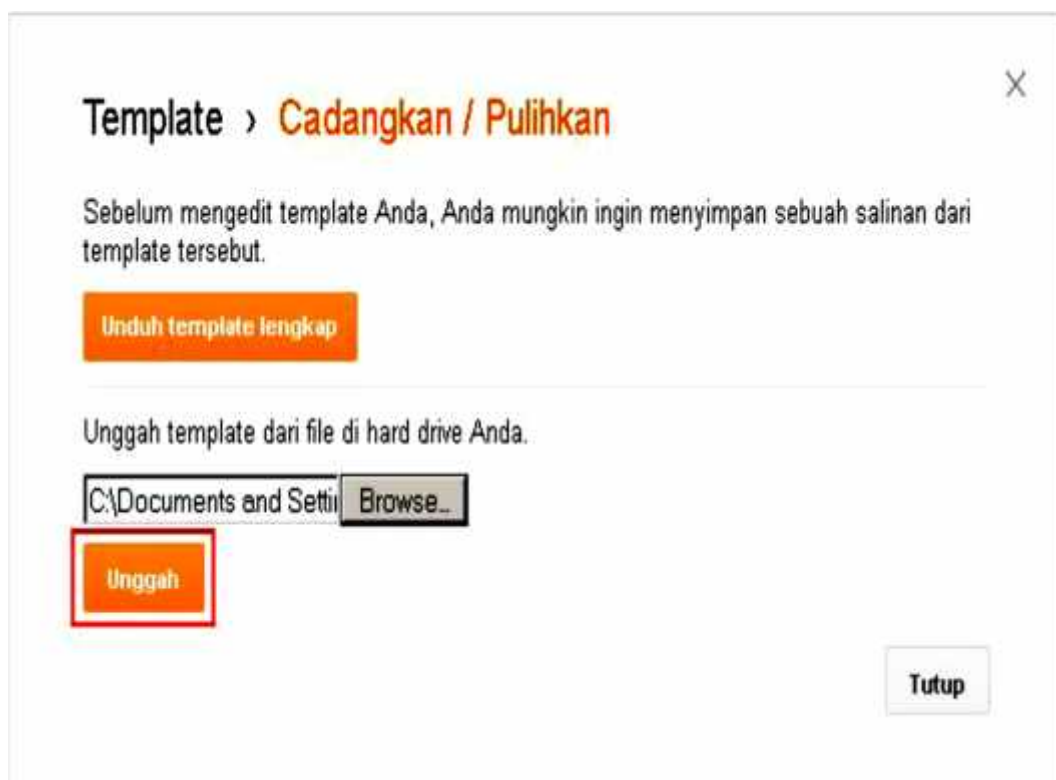 X
Template › Cadangkan / Pulihkan
Sebelum mengedit template Anda, Anda mungkin ingin menyimpan sebuah salinan dari
template tersebut.
Unduh template lengkap
Unggah template dari file di hard drive Anda.
C:\Documents and Settin Browse...
Unggah
Tutup